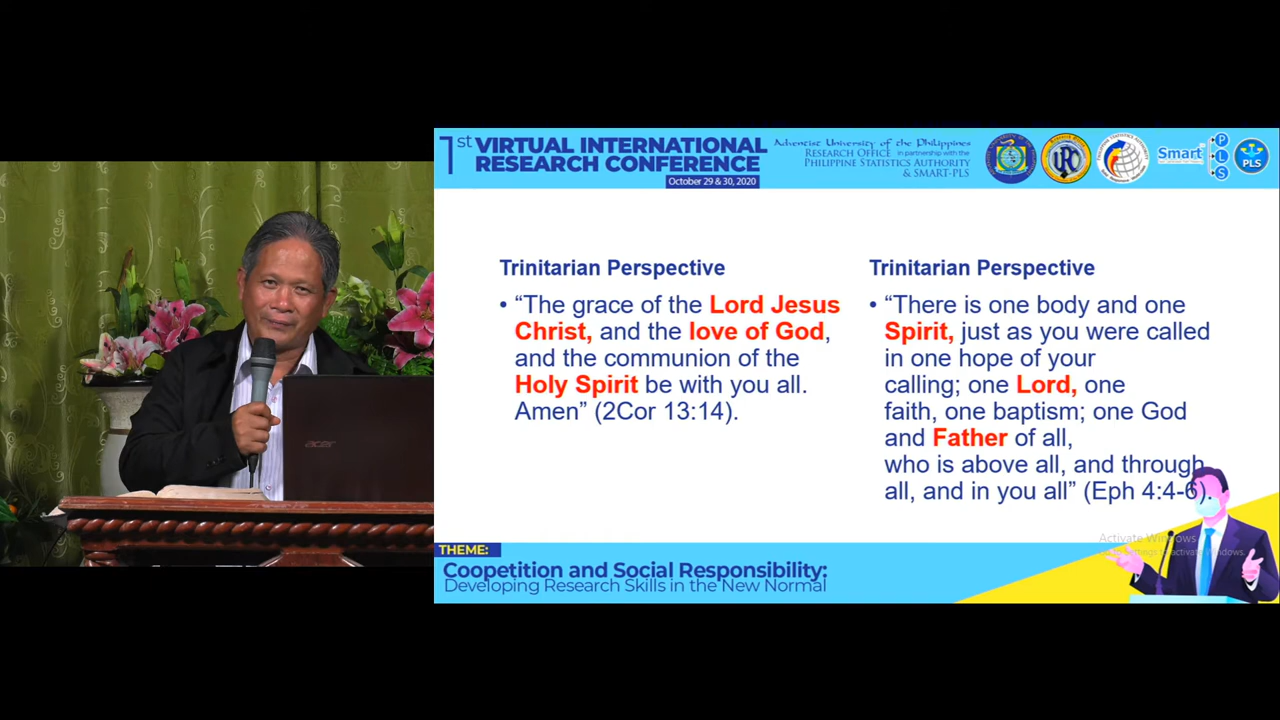 1st VIRTUAL INTERNATIONAL
RESEARCH CONFERENCE
October 29 & 30, 2020
Adventist University of the Philippines
RESEARCH OFFICE in partnership with the
PHILIPPINE STATISTICS AUTHORITY
& SMART-PLS
Smart
PLS
PLS
Trinitarian Perspective
• “The grace of the Lord Jesus
Christ, and the love of God,
and the communion of the
Holy Spirit be with you all.
Amen” (2Cor 13:14).
Trinitarian Perspective
• “There is one body and one
Spirit, just as you were called
in one hope of your
calling; one Lord, one
faith, one baptism; one God
and Father of all,
who is above all, and through
all, and in you all” (Eph 4:4-6).
acer
Activate Windows
to activate Windows.
THEME:
Coopetition and Social Responsibility:
Developing Research Skills in the New Normal